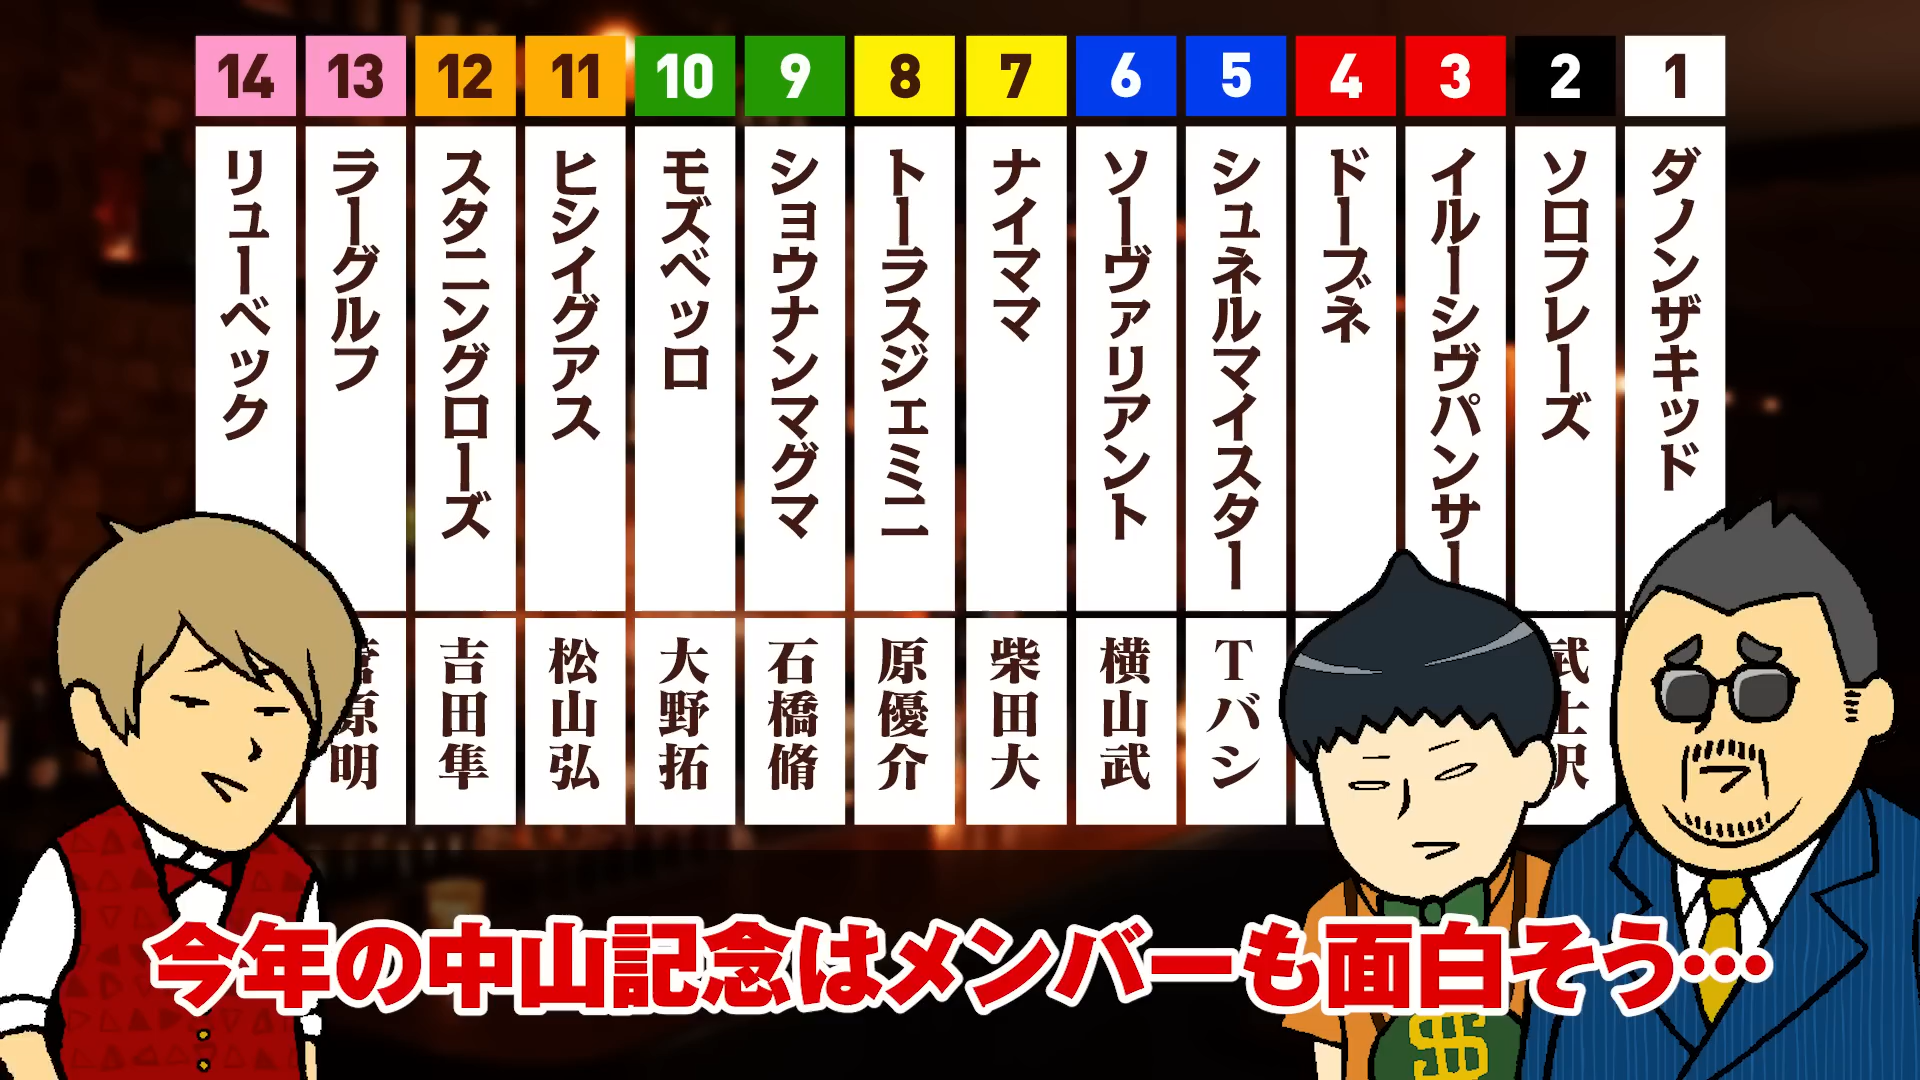 1
ダノンザキッド
2
ソロフレーズ
武士沢
3
イルーシヴパンサー
4
ドーブネ
5
シュネルマイスター
Tバシ
6
ソーヴァリアント
横山武
7
ナイママ
柴田大
8
トーラスジェミニ
原優介
9
ショウナンマグマ
石橋脩
10
モズベッロ
大野拓
11
ヒシイグアス
松山弘
12
スタニングローズ
吉田隼
13
ラーグルフ
原明
14
リューベック
今年の中山記念はメンバーも面白そう…